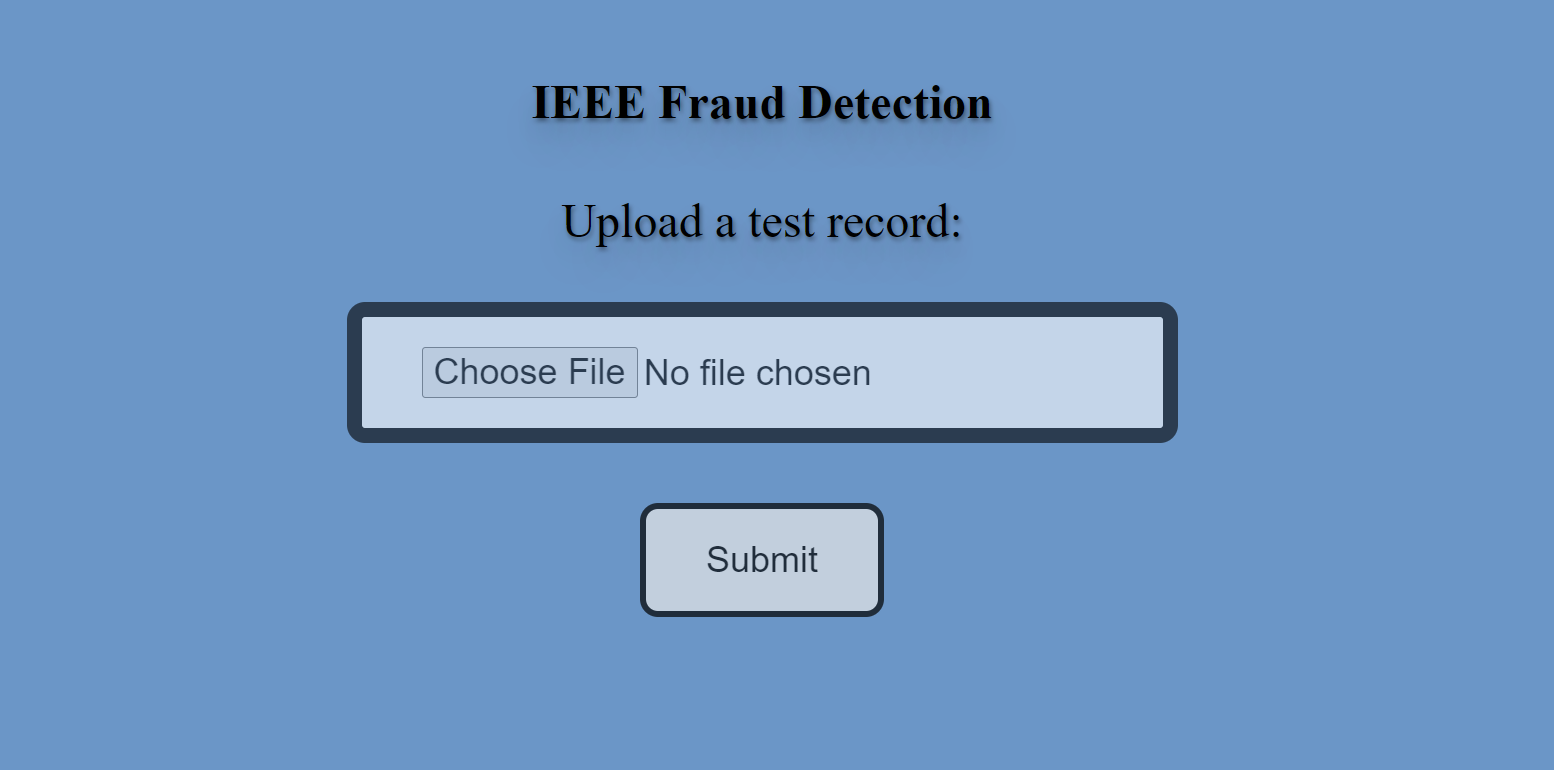 IEEE Fraud Detection
Upload a test record:
Choose File No file chosen
Submit